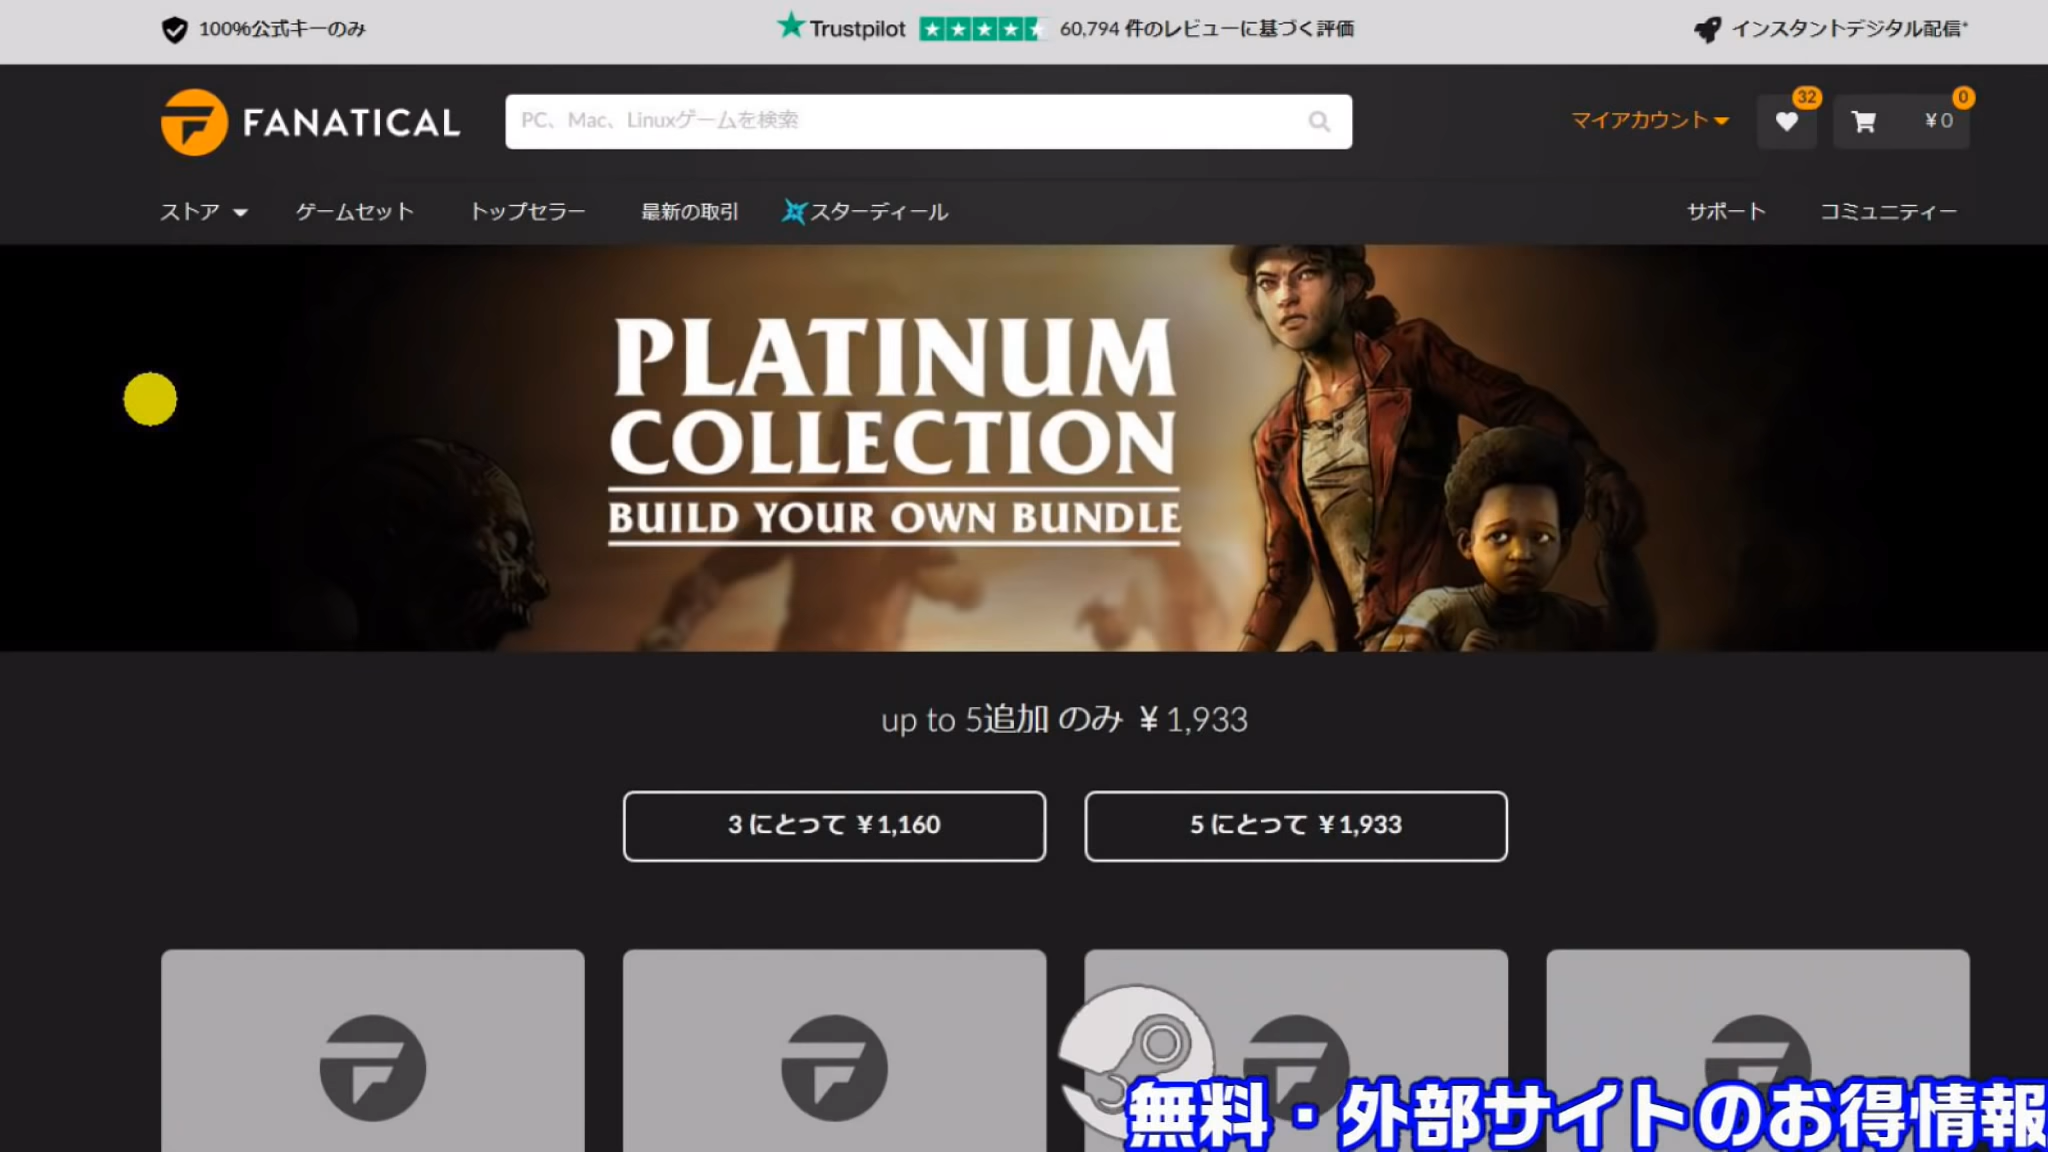 100%公式キーのみ
Trustpilot
60,794 件のレビューに基づく評価
インスタントデジタル配信*
FANATICAL
PC、Mac、Linuxゲームを検索
マイアカウント
32
0
¥0
ストア
ゲームセット
トップセラー
最新の取引
スターディール
サポート
コミュニティー
PLATINUM
COLLECTION
BUILD YOUR OWN BUNDLE
up to 5追加 のみ ¥1,933
3 にとって ¥1,160
5 にとって ¥1,933
無料・外部サイトのお得情報